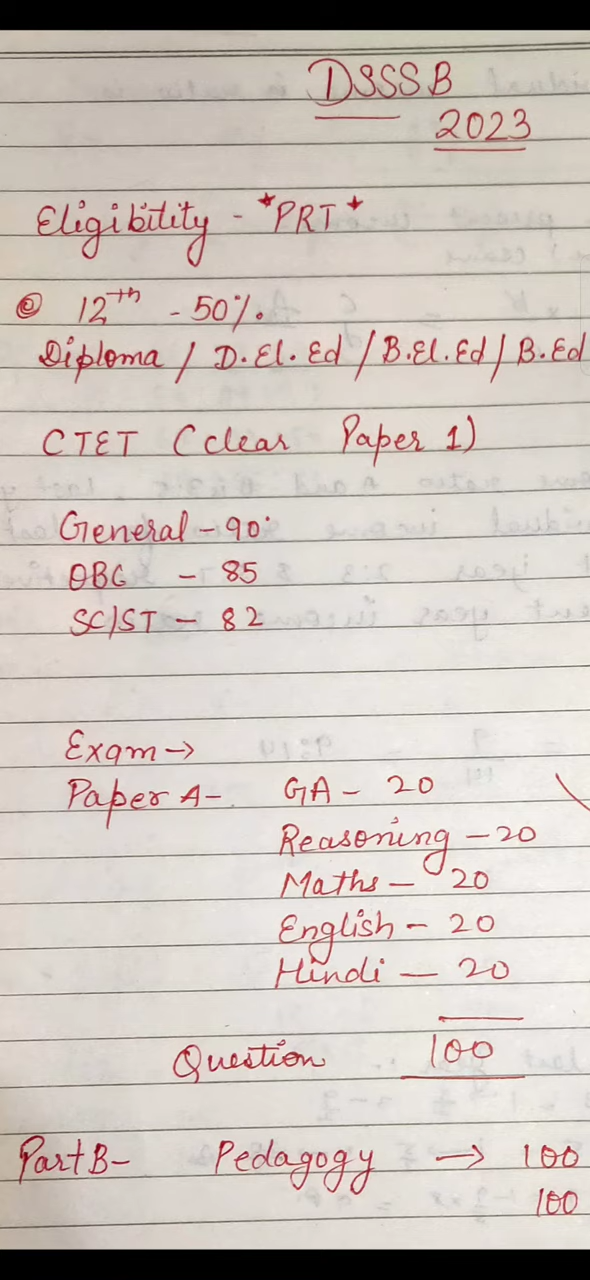 DSSSB
2023
Eligibility - *PRT*
12th - 50%.
Diploma / D.El.Ed / B.El.Ed / B.Ed
CTET (clear Paper 1)
General - 90
OBC - 85
SC/ST - 82
Exam →
Paper A - GA - 20
Reasoning - 20
Maths - 20
English - 20
Hindi - 20
Question 100
Part B - Pedagogy → 100
100